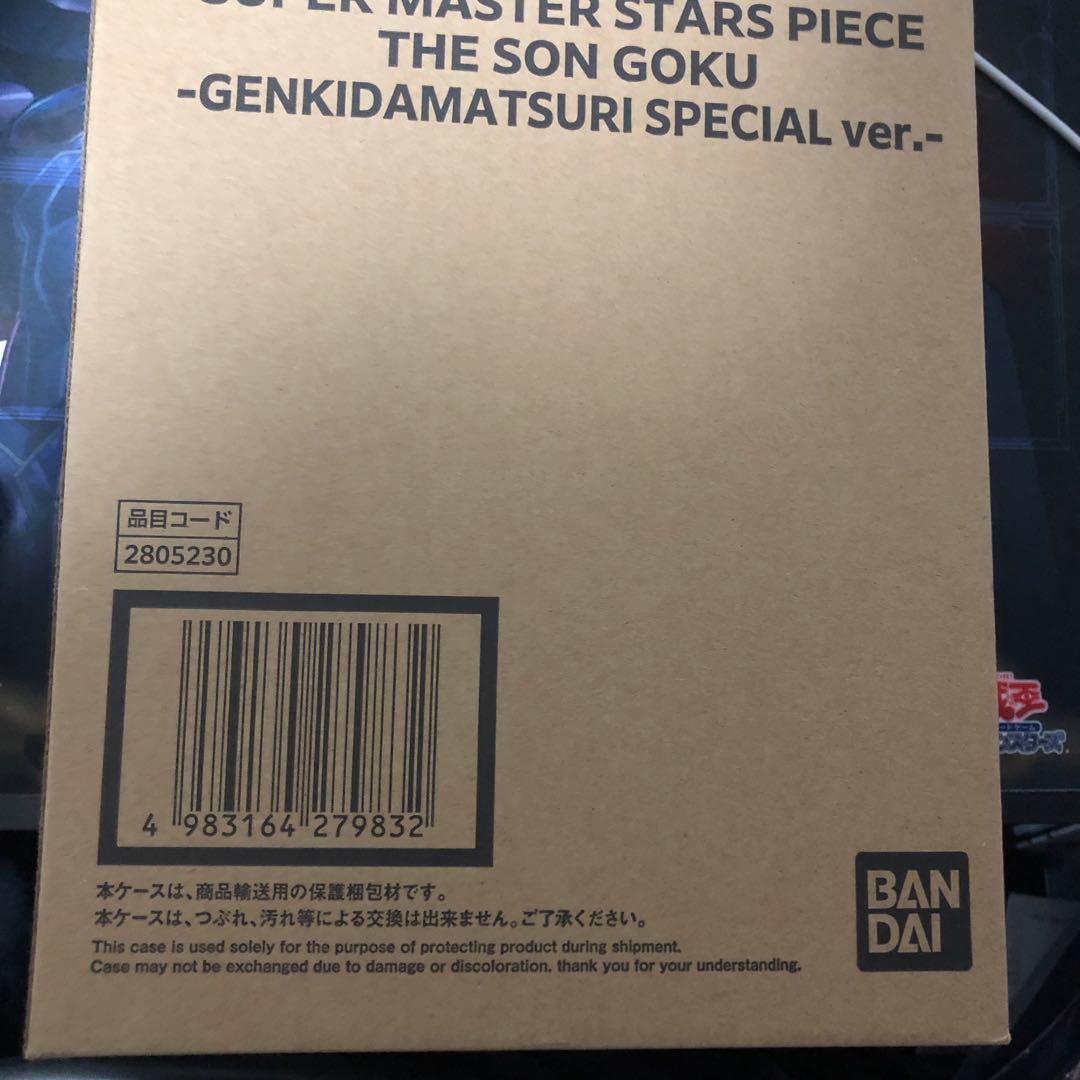 SUPER MASTER STARS PIECE
THE SON GOKU
-GENKIDAMATSURI SPECIAL ver.-
品目コード
2805230
4 983164 279832
本ケースは、商品輸送用の保護梱包材です。
本ケースは、つぶれ、汚れ等による交換は出来ません。ご了承ください。
This case is used solely for the purpose of protecting product during shipment.
Case may not be exchanged due to damage or discoloration. thank you for your understanding.
BAN
DAI